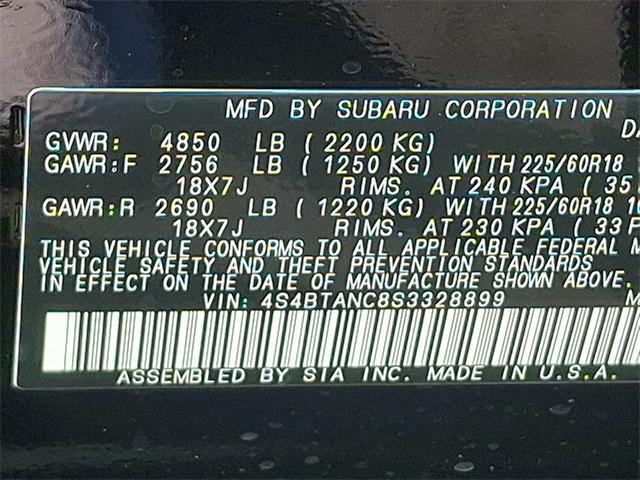 MFD BY SUBARU CORPORATION
GVWR: 4850 LB (2200 KG)
GAWR:F 2756 LB (1250 KG) WITH 225/60R18
18X7J RIMS. AT 240 KPA (35
GAWR:R 2690 LB (1220 KG) WITH 225/60R18
18X7J RIMS. AT 230 KPA (33 P
THIS VEHICLE CONFORMS TO ALL APPLICABLE FEDERAL M
VEHICLE SAFETY AND THEFT PREVENTION STANDARDS
IN EFFECT ON THE DATE OF MANUFACTURE SHOWN ABOVE.
VIN: 4S4BTANC8S3328899
ASSEMBLED BY SIA INC. MADE IN U.S.A.